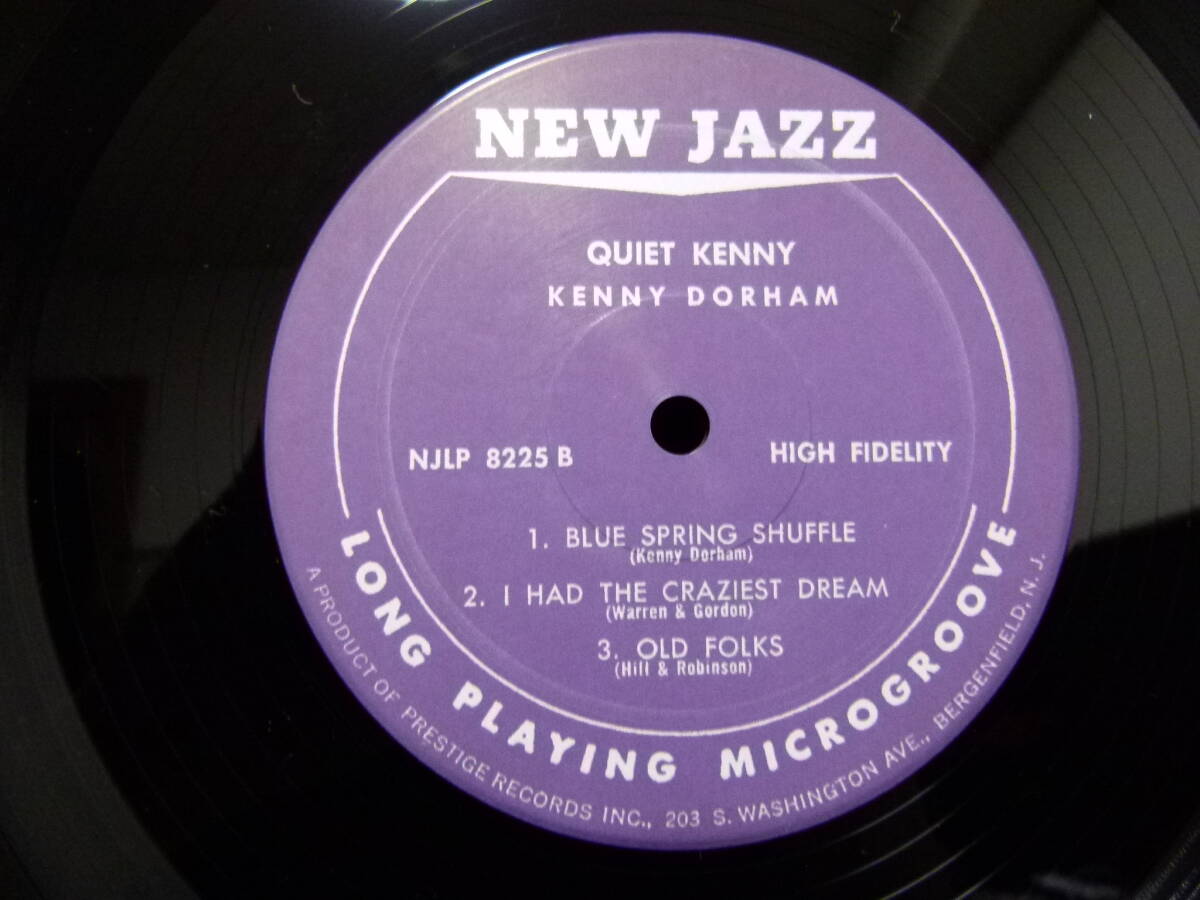 NEW JAZZ
QUIET KENNY
KENNY DORHAM
NJLP 8225 B
HIGH FIDELITY
1. BLUE SPRING SHUFFLE
(Kenny Dorham)
2. I HAD THE CRAZIEST DREAM
(Warren & Gordon)
3. OLD FOLKS
(Hill & Robinson)
LONG PLAYING MICROGROOVE
A PRODUCT OF PRESTIGE RECORDS INC., 203 S. WASHINGTON AVE., BERGENFIELD, N. J.